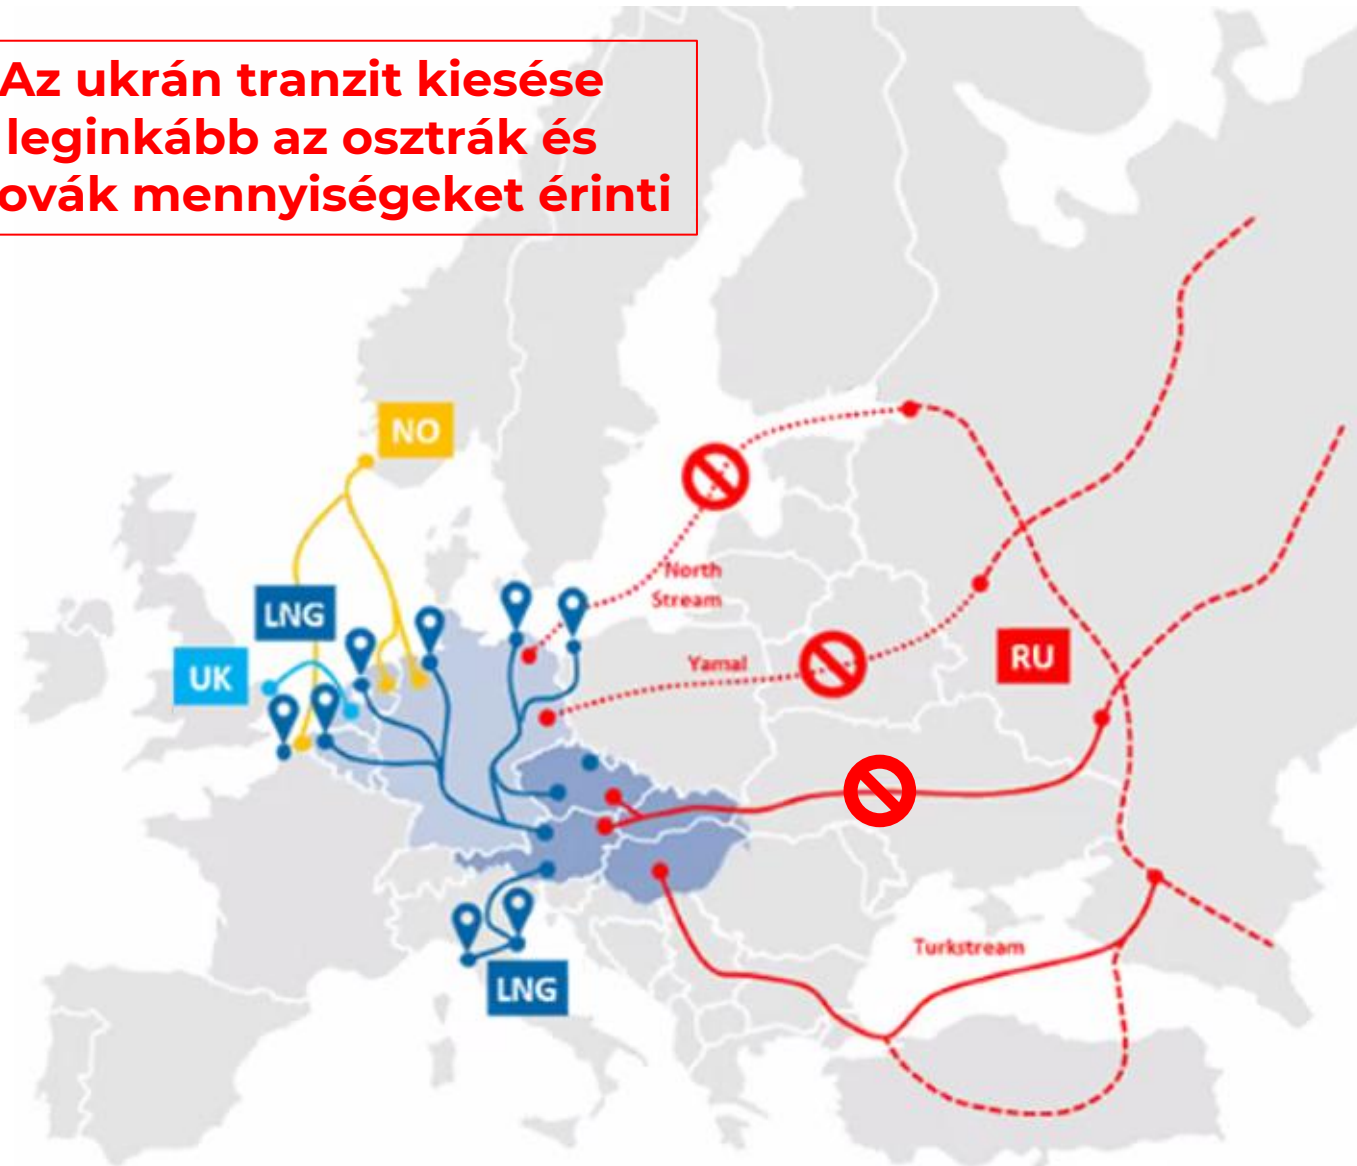 Az ukrán tranzit kiesése
leginkább az osztrák és
ovák mennyiségeket érinti
NO
LNG
UK
North
Stream
Yamal
RU
Turkstream
LNG